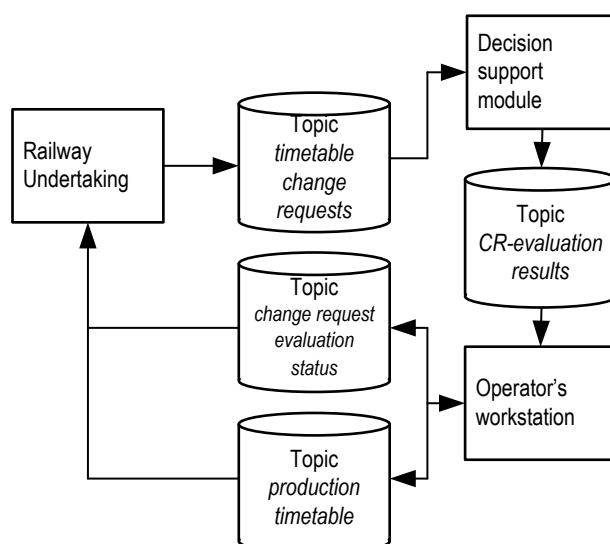 Railway
Undertaking
Topic
timetable
change
requests
Decision
support
module
Topic
CR-evaluation
results
Topic
change request
evaluation
status
Operator’s
workstation
Topic
production
timetable